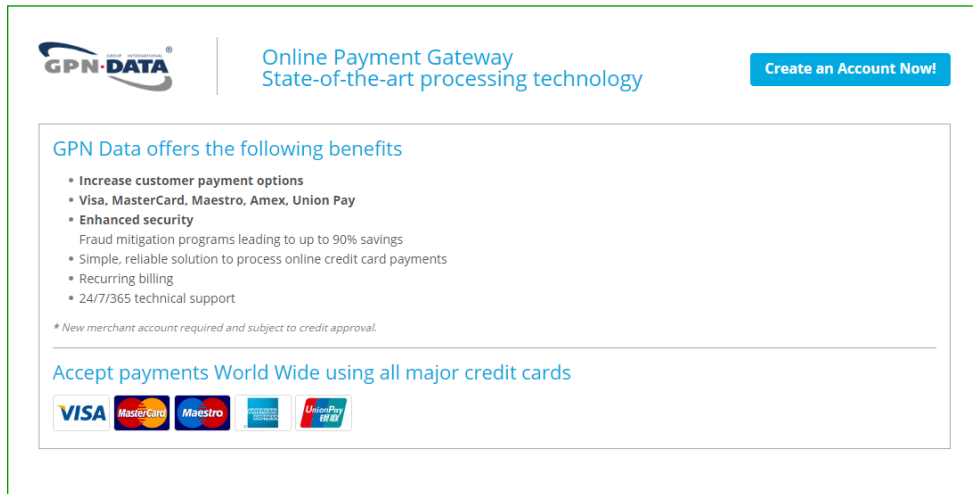 GROUP INTERNATIONAL
GPN·DATA®
Online Payment Gateway
State-of-the-art processing technology
Create an Account Now!
GPN Data offers the following benefits
• Increase customer payment options
• Visa, MasterCard, Maestro, Amex, Union Pay
• Enhanced security
Fraud mitigation programs leading to up to 90% savings
• Simple, reliable solution to process online credit card payments
• Recurring billing
• 24/7/365 technical support
* New merchant account required and subject to credit approval.
Accept payments World Wide using all major credit cards
VISA MasterCard Maestro AMERICAN EXPRESS UnionPay 银联